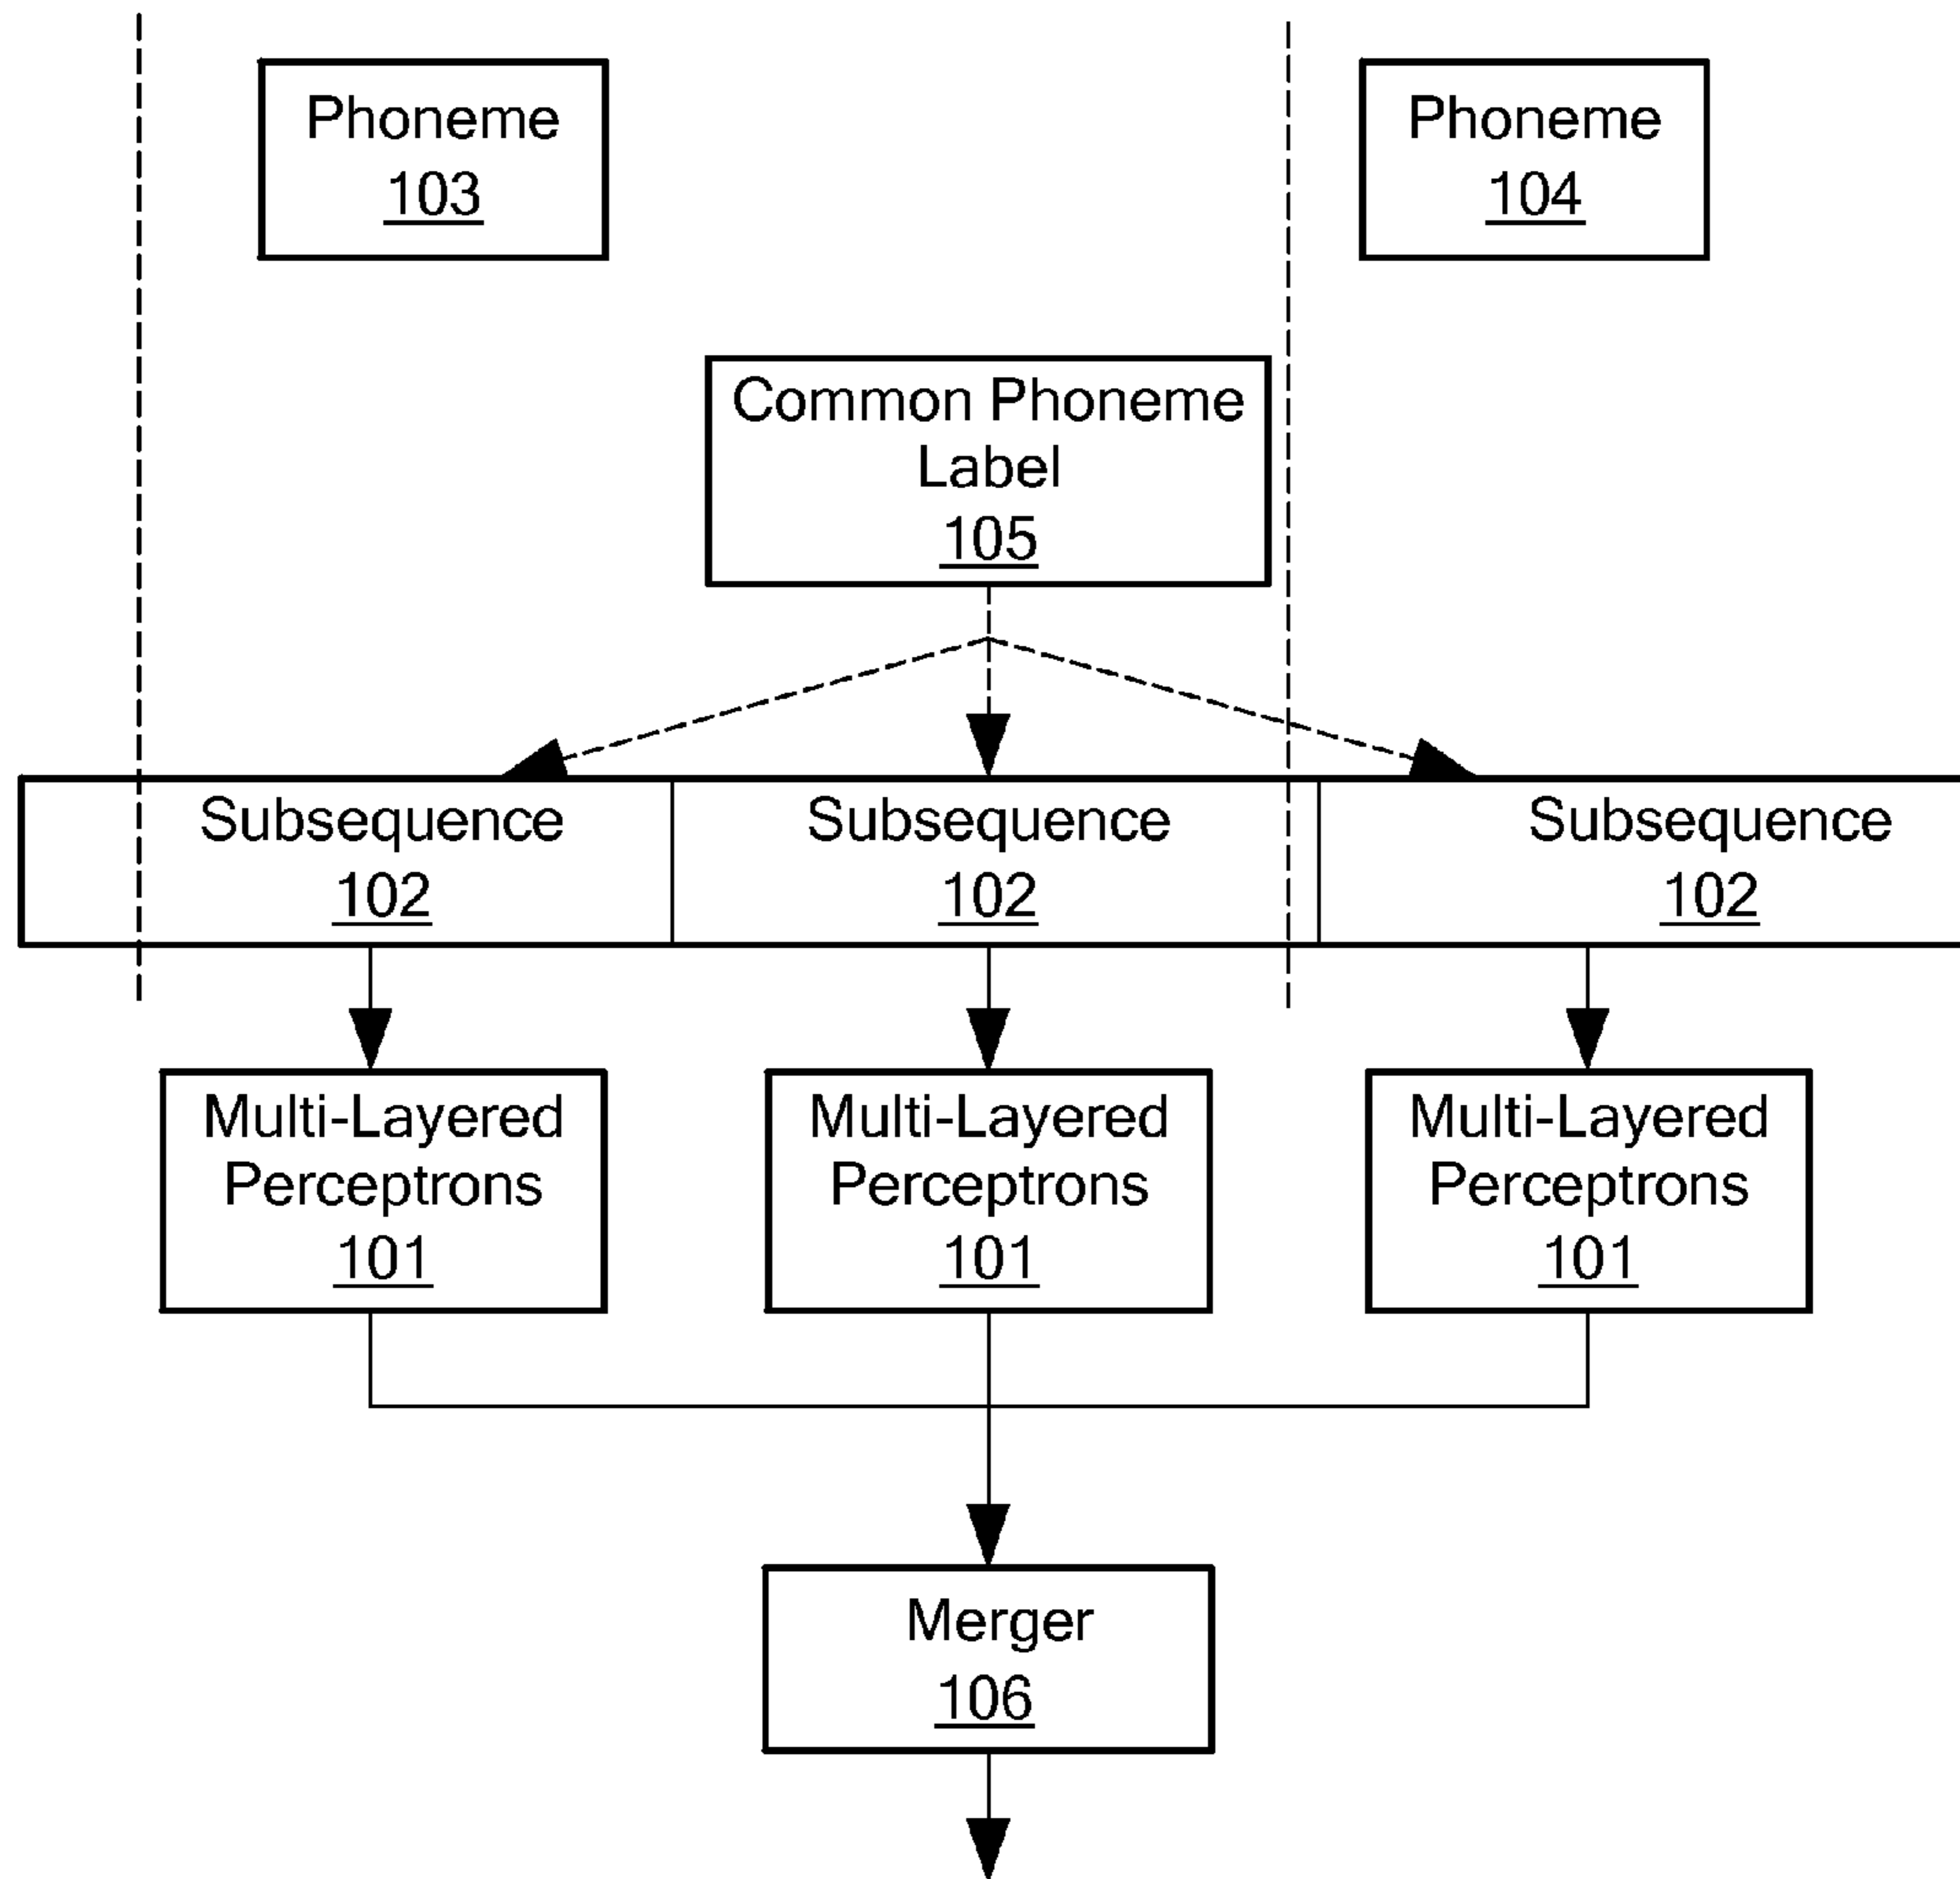 Phoneme
103
Phoneme
104
Common Phoneme
Label
105
Subsequence
102
Subsequence
102
Subsequence
102
Multi-Layered
Perceptrons
101
Multi-Layered
Perceptrons
101
Multi-Layered
Perceptrons
101
Merger
106